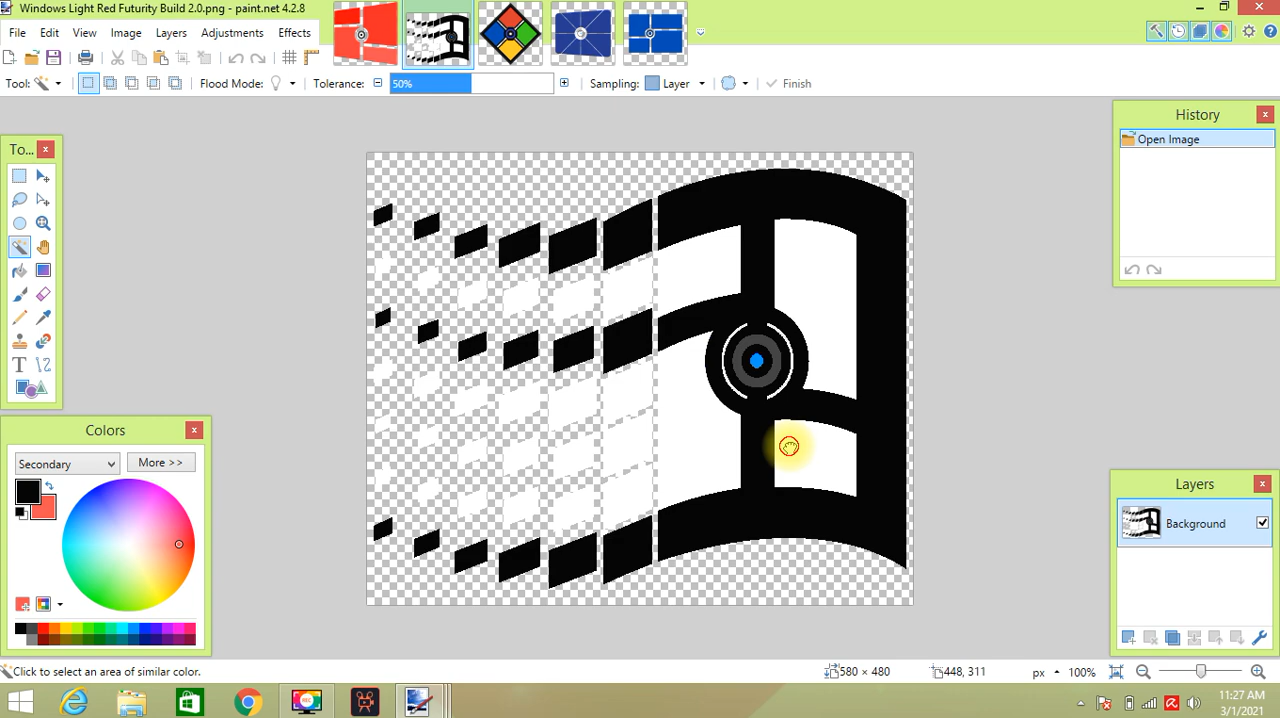 Windows Light Red Futurity Build 2.0.png - paint.net 4.2.8
File Edit View Image Layers Adjustments Effects
Tool: Flood Mode: Tolerance: 50% Sampling: Layer Finish
To...
History
Open Image
Colors
Secondary More >>
Layers
Background
Click to select an area of similar color. 580 × 480 448, 311 px 100%
REC
11:27 AM
3/1/2021